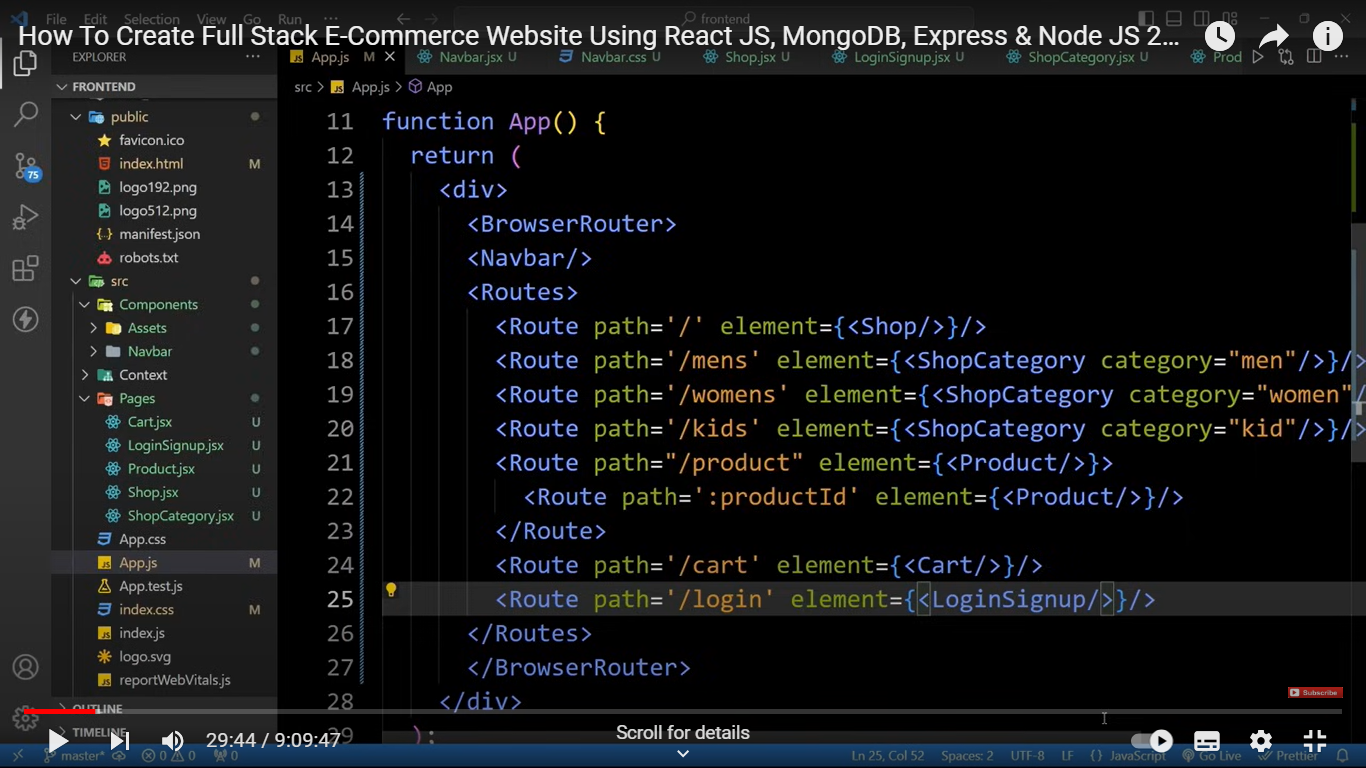 File Edit Selection View Go Run ... frontend
How To Create Full Stack E-Commerce Website Using React JS, MongoDB, Express & Node JS 2...
EXPLORER ...
App.js M
Navbar.jsx U
Navbar.css U
Shop.jsx U
LoginSignup.jsx U
ShopCategory.jsx U
Prod
FRONTEND
src > App.js > App
public
favicon.ico
index.html M
logo192.png
logo512.png
manifest.json
robots.txt
src
Components
Assets
Navbar
Context
Pages
Cart.jsx U
LoginSignup.jsx U
Product.jsx U
Shop.jsx U
ShopCategory.jsx U
App.css
App.js M
App.test.js
index.css M
index.js
logo.svg
reportWebVitals.js
OUTLINE
TIMELINE
75
11 function App() {
12 return (
13 <div>
14 <BrowserRouter>
15 <Navbar/>
16 <Routes>
17 <Route path='/' element={<Shop/>}/>
18 <Route path='/mens' element={<ShopCategory category="men"/>}/>
19 <Route path='/womens' element={<ShopCategory category="women"/
20 <Route path='/kids' element={<ShopCategory category="kid"/>}/>
21 <Route path="/product" element={<Product/>}>
22 <Route path=':productId' element={<Product/>}/>
23 </Route>
24 <Route path='/cart' element={<Cart/>}/>
25 <Route path='/login' element={<LoginSignup/>}/>
26 </Routes>
27 </BrowserRouter>
28 </div>
29 );
Subscribe
29:44 / 9:09:47
Scroll for details
master* 0 0 0
Ln 25, Col 52 Spaces: 2 UTF-8 LF {} JavaScript Go Live Prettier